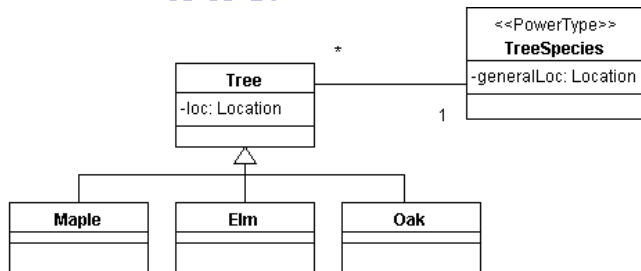 <<PowerType>>
TreeSpecies
-generalLoc: Location
*
Tree
-loc: Location
1
Maple
Elm
Oak